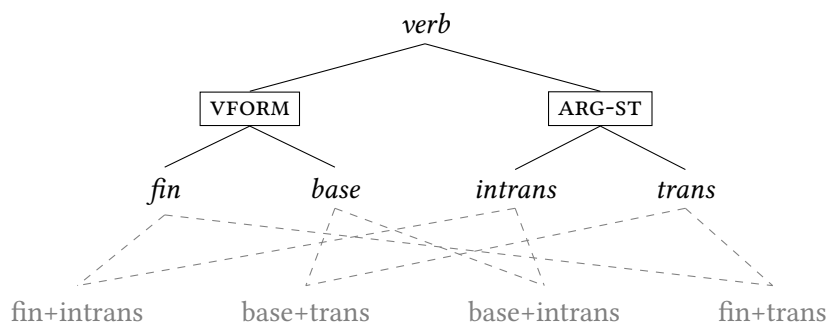 verb
VFORM ARG-ST
fin base intrans trans
fin+intrans base+trans base+intrans fin+trans